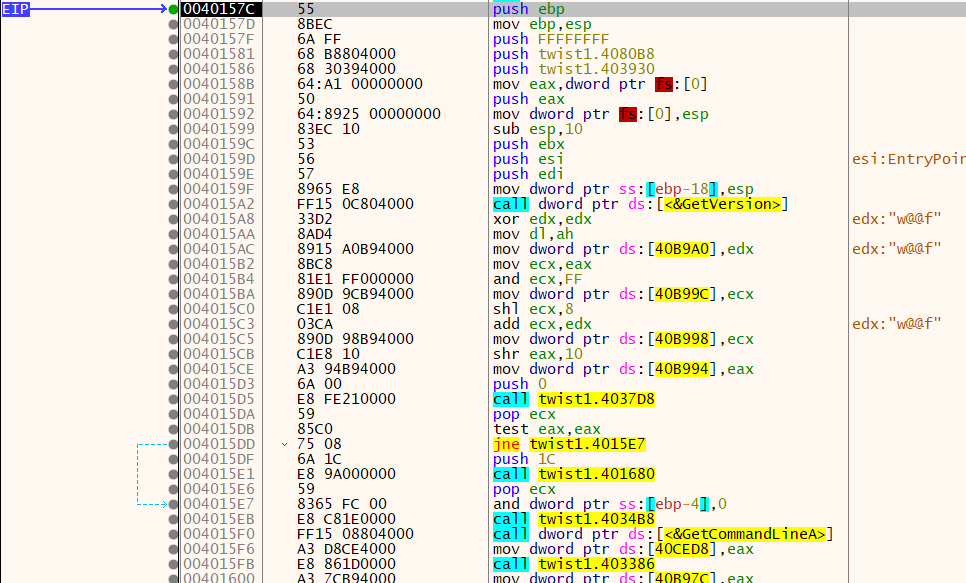 EIP 0040157C 55 push ebp
0040157D 8BEC mov ebp,esp
0040157F 6A FF push FFFFFFFF
00401581 68 B8804000 push twist1.4080B8
00401586 68 30394000 push twist1.403930
0040158B 64:A1 00000000 mov eax,dword ptr fs:[0]
00401591 50 push eax
00401592 64:8925 00000000 mov dword ptr fs:[0],esp
00401599 83EC 10 sub esp,10
0040159C 53 push ebx
0040159D 56 push esi esi:EntryPoin
0040159E 57 push edi
0040159F 8965 E8 mov dword ptr ss:[ebp-18],esp
004015A2 FF15 0C804000 call dword ptr ds:[<&GetVersion>]
004015A8 33D2 xor edx,edx edx:"w@@f"
004015AA 8AD4 mov dl,ah
004015AC 8915 A0B94000 mov dword ptr ds:[40B9A0],edx edx:"w@@f"
004015B2 8BC8 mov ecx,eax
004015B4 81E1 FF000000 and ecx,FF
004015BA 890D 9CB94000 mov dword ptr ds:[40B99C],ecx
004015C0 C1E1 08 shl ecx,8
004015C3 03CA add ecx,edx edx:"w@@f"
004015C5 890D 98B94000 mov dword ptr ds:[40B998],ecx
004015CB C1E8 10 shr eax,10
004015CE A3 94B94000 mov dword ptr ds:[40B994],eax
004015D3 6A 00 push 0
004015D5 E8 FE210000 call twist1.4037D8
004015DA 59 pop ecx
004015DB 85C0 test eax,eax
004015DD 75 08 jne twist1.4015E7
004015DF 6A 1C push 1C
004015E1 E8 9A000000 call twist1.401680
004015E6 59 pop ecx
004015E7 8365 FC 00 and dword ptr ss:[ebp-4],0
004015EB E8 C81E0000 call twist1.4034B8
004015F0 FF15 08804000 call dword ptr ds:[<&GetCommandLineA>]
004015F6 A3 D8CE4000 mov dword ptr ds:[40CED8],eax
004015FB E8 861D0000 call twist1.403386
00401600 A3 7CB94000 mov dword ptr ds:[40B97C],eax